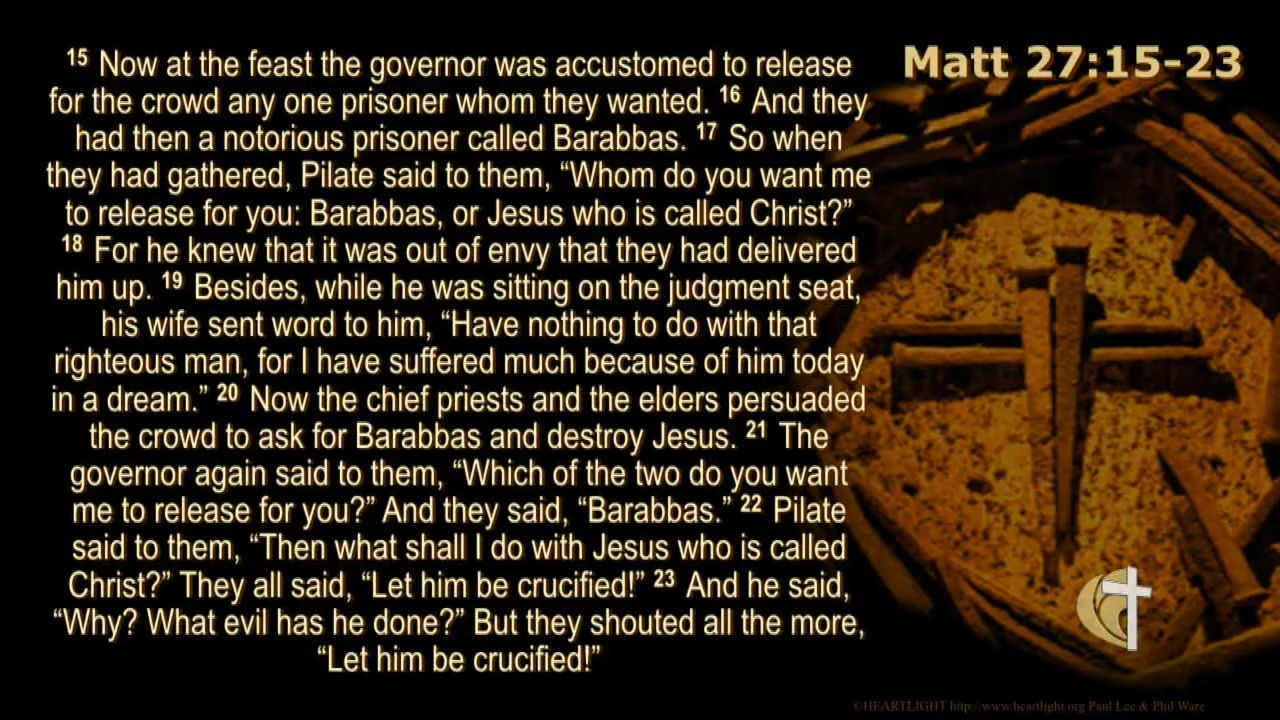 Matt 27:15-23
15 Now at the feast the governor was accustomed to release
for the crowd any one prisoner whom they wanted. 16 And they
had then a notorious prisoner called Barabbas. 17 So when
they had gathered, Pilate said to them, “Whom do you want me
to release for you: Barabbas, or Jesus who is called Christ?”
18 For he knew that it was out of envy that they had delivered
him up. 19 Besides, while he was sitting on the judgment seat,
his wife sent word to him, “Have nothing to do with that
righteous man, for I have suffered much because of him today
in a dream.” 20 Now the chief priests and the elders persuaded
the crowd to ask for Barabbas and destroy Jesus. 21 The
governor again said to them, “Which of the two do you want
me to release for you?” And they said, “Barabbas.” 22 Pilate
said to them, “Then what shall I do with Jesus who is called
Christ?” They all said, “Let him be crucified!” 23 And he said,
“Why? What evil has he done?” But they shouted all the more,
“Let him be crucified!”
©HEARTLIGHT http://www.heartlight.org Paul Lee & Phil Ware